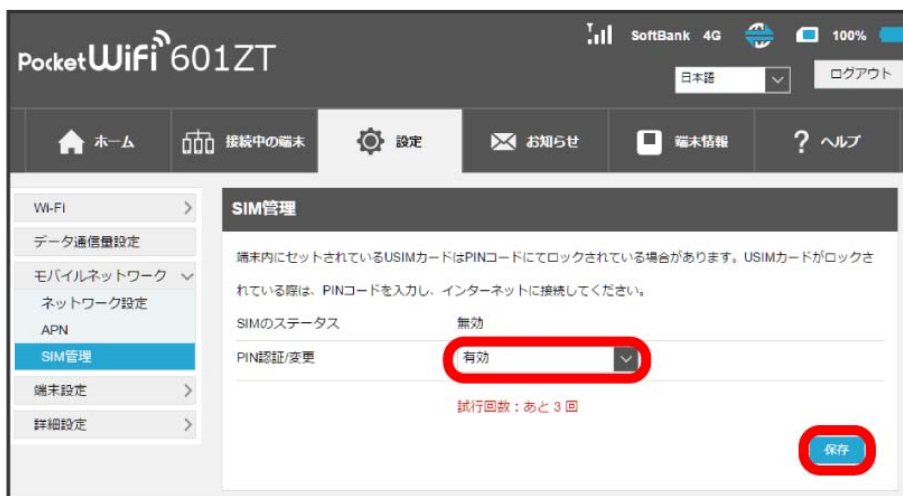 SoftBank 4G 100%
Pocket WiFi 601ZT
日本語 ログアウト
ホーム 接続中の端末 設定 お知らせ 端末情報 ? ヘルプ
Wi-Fi
データ通信量設定
モバイルネットワーク
ネットワーク設定
APN
SIM管理
端末設定
詳細設定
SIM管理
端末内にセットされているUSIMカードはPINコードにてロックされている場合があります。USIMカードがロックさ
れている際は、PINコードを入力し、インターネットに接続してください。
SIMのステータス 無効
PIN認証/変更 有効
試行回数：あと 3 回
保存